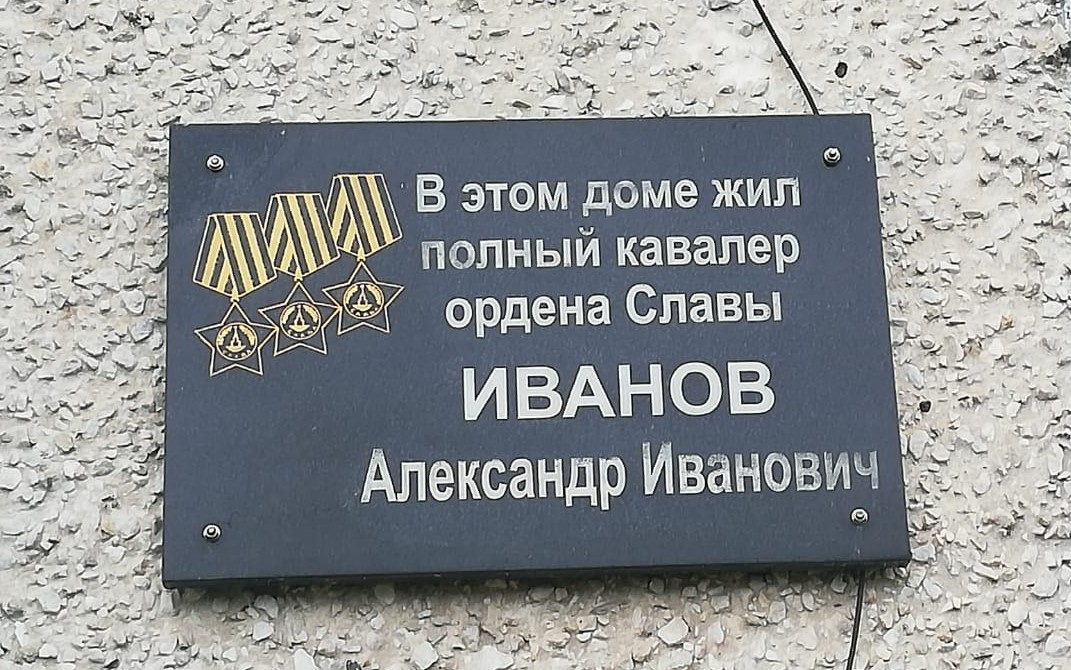 В этом доме жил
полный кавалер
ордена Славы
ИВАНОВ
Александр Иванович